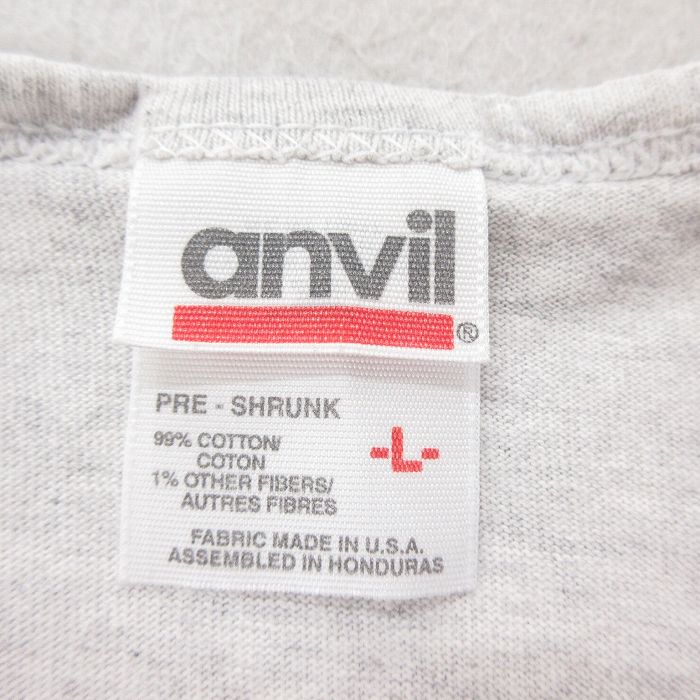 anvil
®
PRE - SHRUNK
99% COTTON/
COTON
-L-
1% OTHER FIBERS/
AUTRES FIBRES
FABRIC MADE IN U.S.A.
ASSEMBLED IN HONDURAS